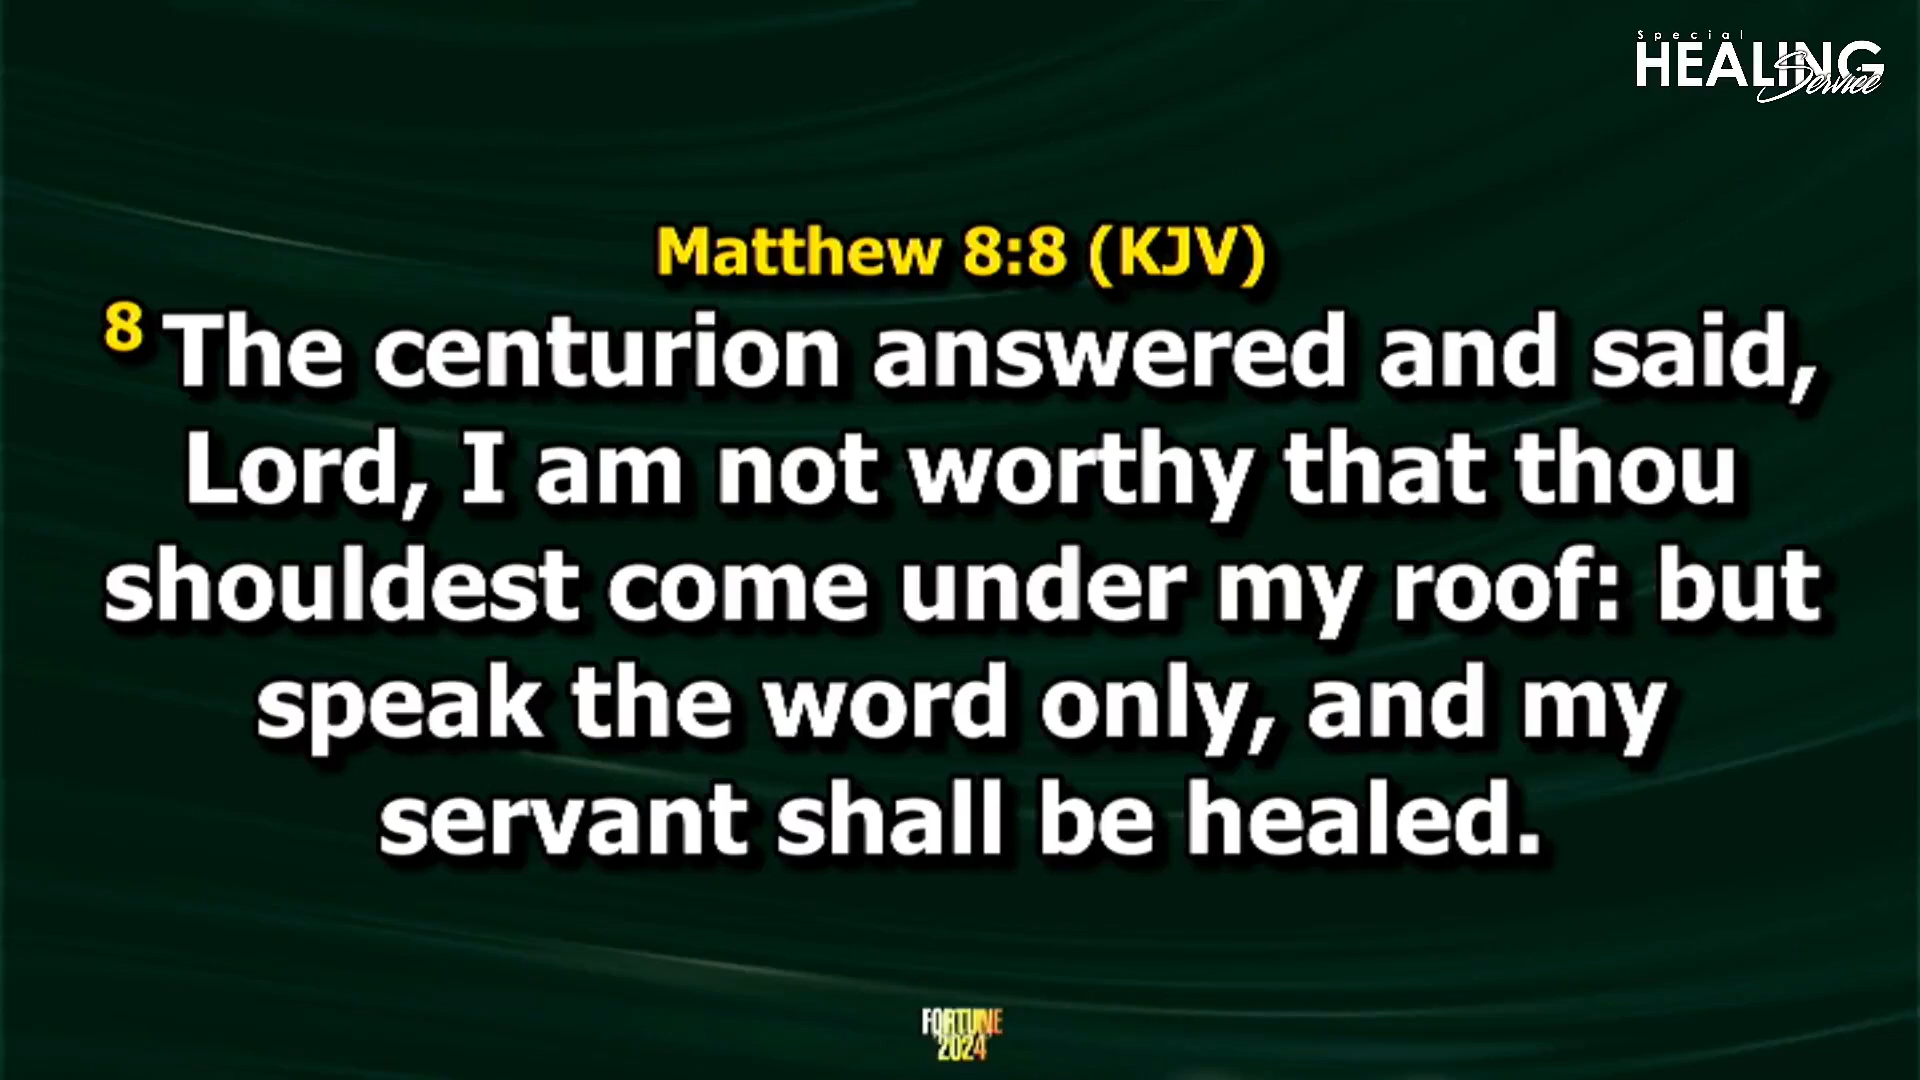 Special
HEALING
Service
Matthew 8:8 (KJV)
8 The centurion answered and said,
Lord, I am not worthy that thou
shouldest come under my roof: but
speak the word only, and my
servant shall be healed.
FORTUNE
2024